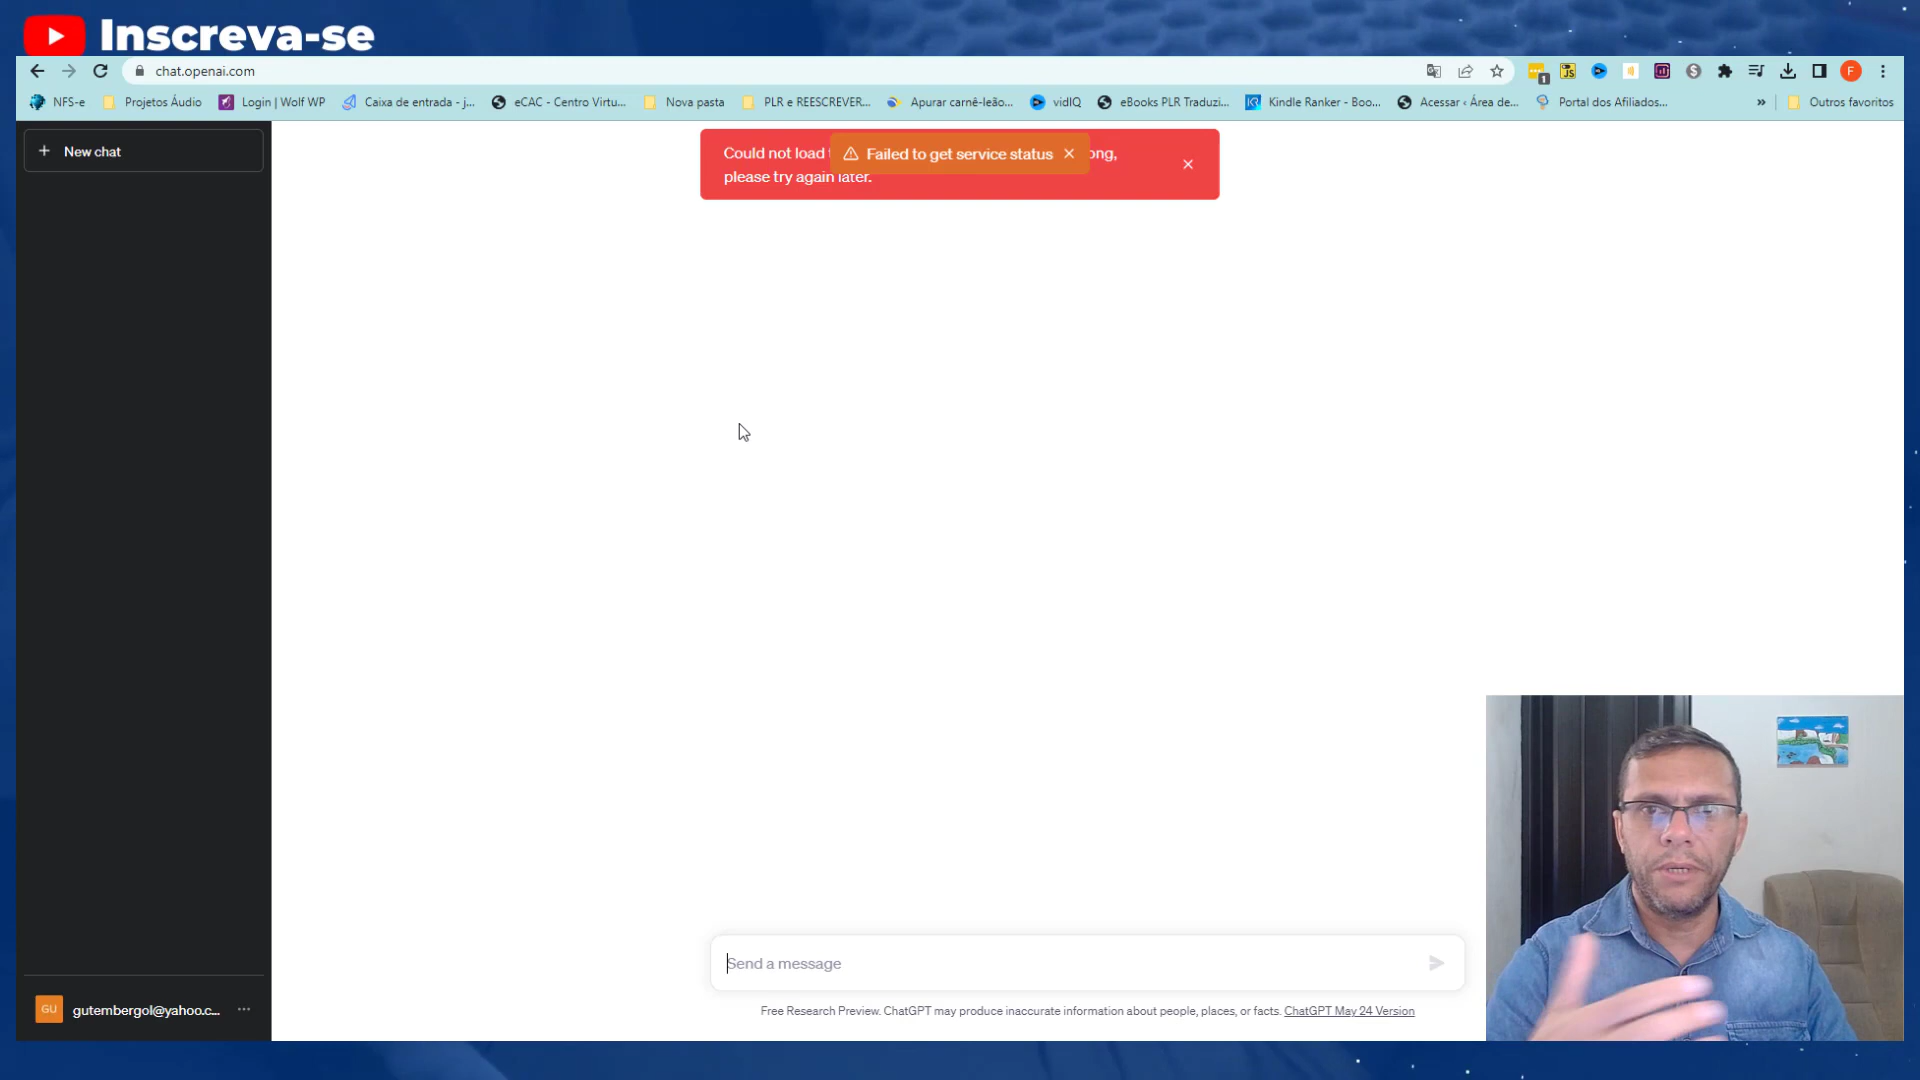 Inscreva-se
chat.openai.com
1
JS
F
NFS-e
Projetos Áudio
Login | Wolf WP
Caixa de entrada - j...
eCAC - Centro Virtu...
Nova pasta
PLR e REESCREVER...
Apurar carnê-leão...
vidIQ
eBooks PLR Traduzi...
Kindle Ranker - Boo...
Acessar ‹ Área de...
Portal dos Afiliados...
»
Outros favoritos
+ New chat
Could not load
Failed to get service status
please try again later.
Send a message
GU
gutembergol@yahoo.c...
Free Research Preview. ChatGPT may produce inaccurate information about people, places, or facts. ChatGPT May 24 Version